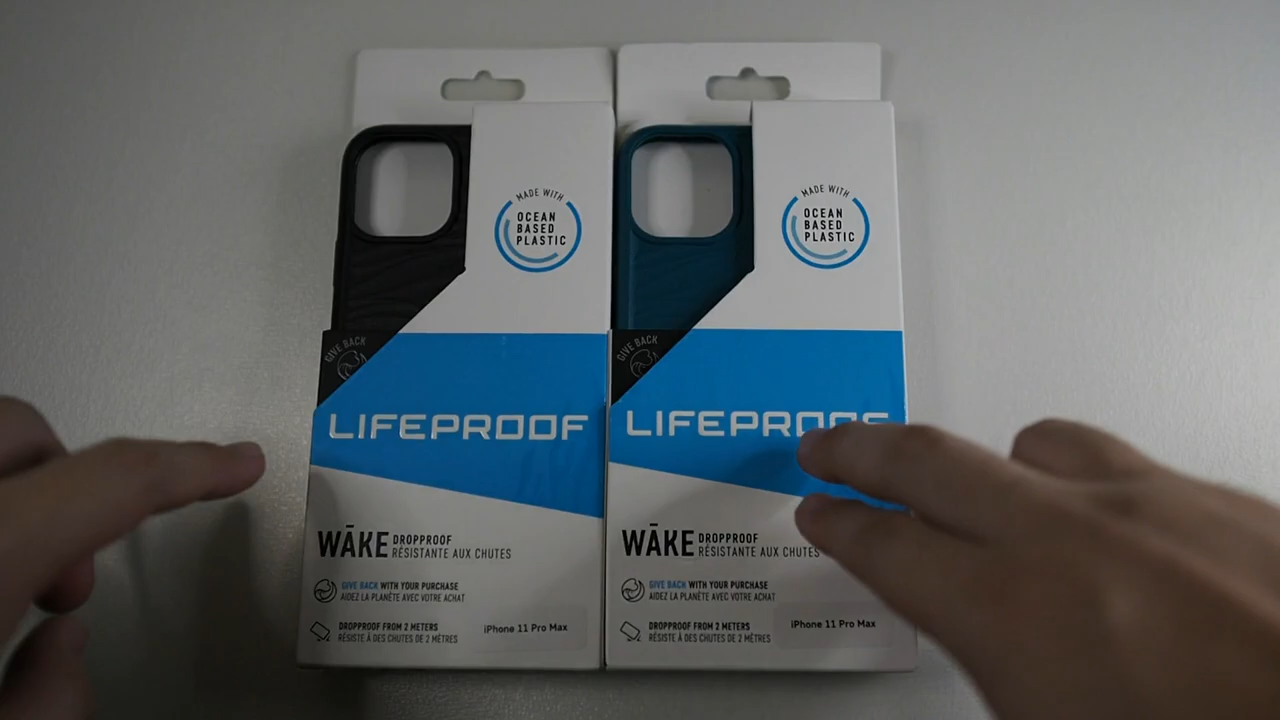 MADE WITH
OCEAN
BASED
PLASTIC
GIVE BACK
LIFEPROOF
WĀKE DROPPROOF
RÉSISTANTE AUX CHUTES
GIVE BACK WITH YOUR PURCHASE
AIDEZ LA PLANÈTE AVEC VOTRE ACHAT
DROPPROOF FROM 2 METERS
RÉSISTE À DES CHUTES DE 2 MÈTRES
iPhone 11 Pro Max
MADE WITH
OCEAN
BASED
PLASTIC
GIVE BACK
LIFEPROOF
WĀKE DROPPROOF
RÉSISTANTE AUX CHUTES
GIVE BACK WITH YOUR PURCHASE
AIDEZ LA PLANÈTE AVEC VOTRE ACHAT
DROPPROOF FROM 2 METERS
RÉSISTE À DES CHUTES DE 2 MÈTRES
iPhone 11 Pro Max